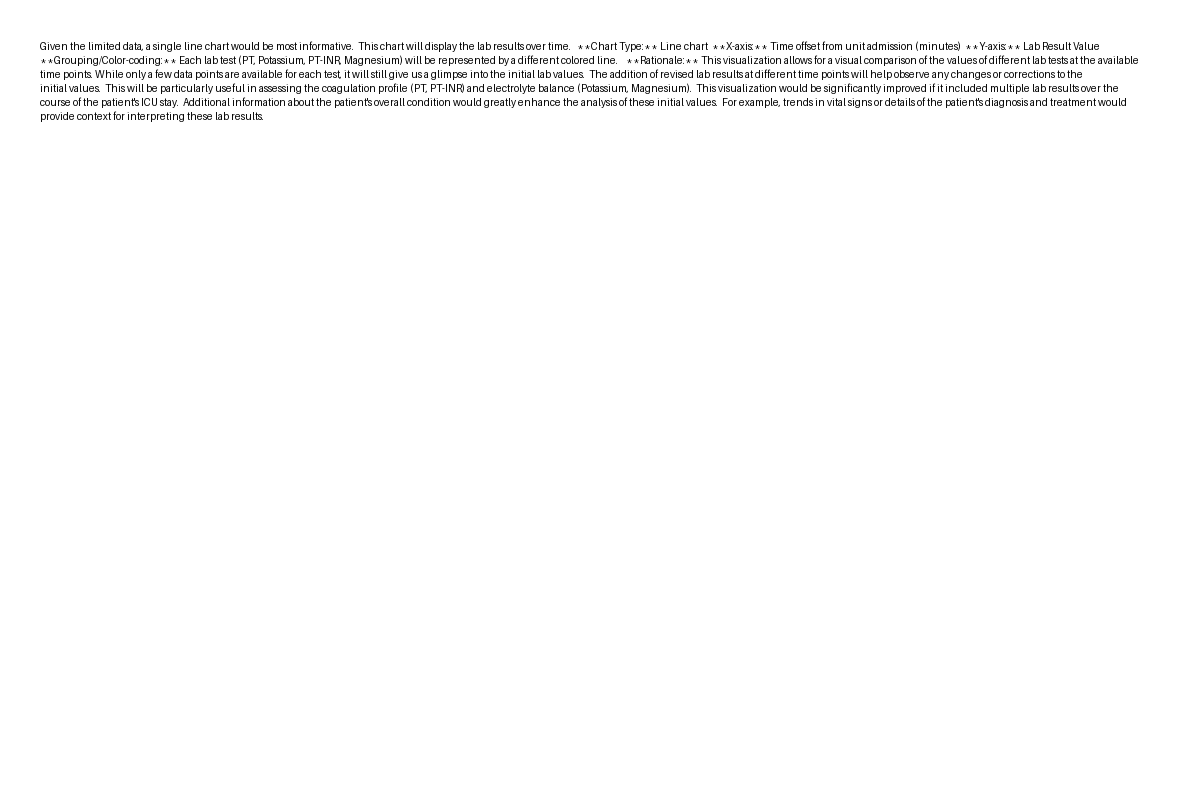 Given the limited data, a single line chart would be most informative. This chart will display the lab results over time. **Chart Type:** Line chart **X-axis:** Time offset from unit admission (minutes) **Y-axis:** Lab Result Value
**Grouping/Color-coding:** Each lab test (PT, Potassium, PT-INR, Magnesium) will be represented by a different colored line. **Rationale:** This visualization allows for a visual comparison of the values of different lab tests at the available
time points. While only a few data points are available for each test, it will still give us a glimpse into the initial lab values. The addition of revised lab results at different time points will help observe any changes or corrections to the
initial values. This will be particularly useful in assessing the coagulation profile (PT, PT-INR) and electrolyte balance (Potassium, Magnesium). This visualization would be significantly improved if it included multiple lab results over the
course of the patient's ICU stay. Additional information about the patient's overall condition would greatly enhance the analysis of these initial values. For example, trends in vital signs or details of the patient's diagnosis and treatment would
provide context for interpreting these lab results.